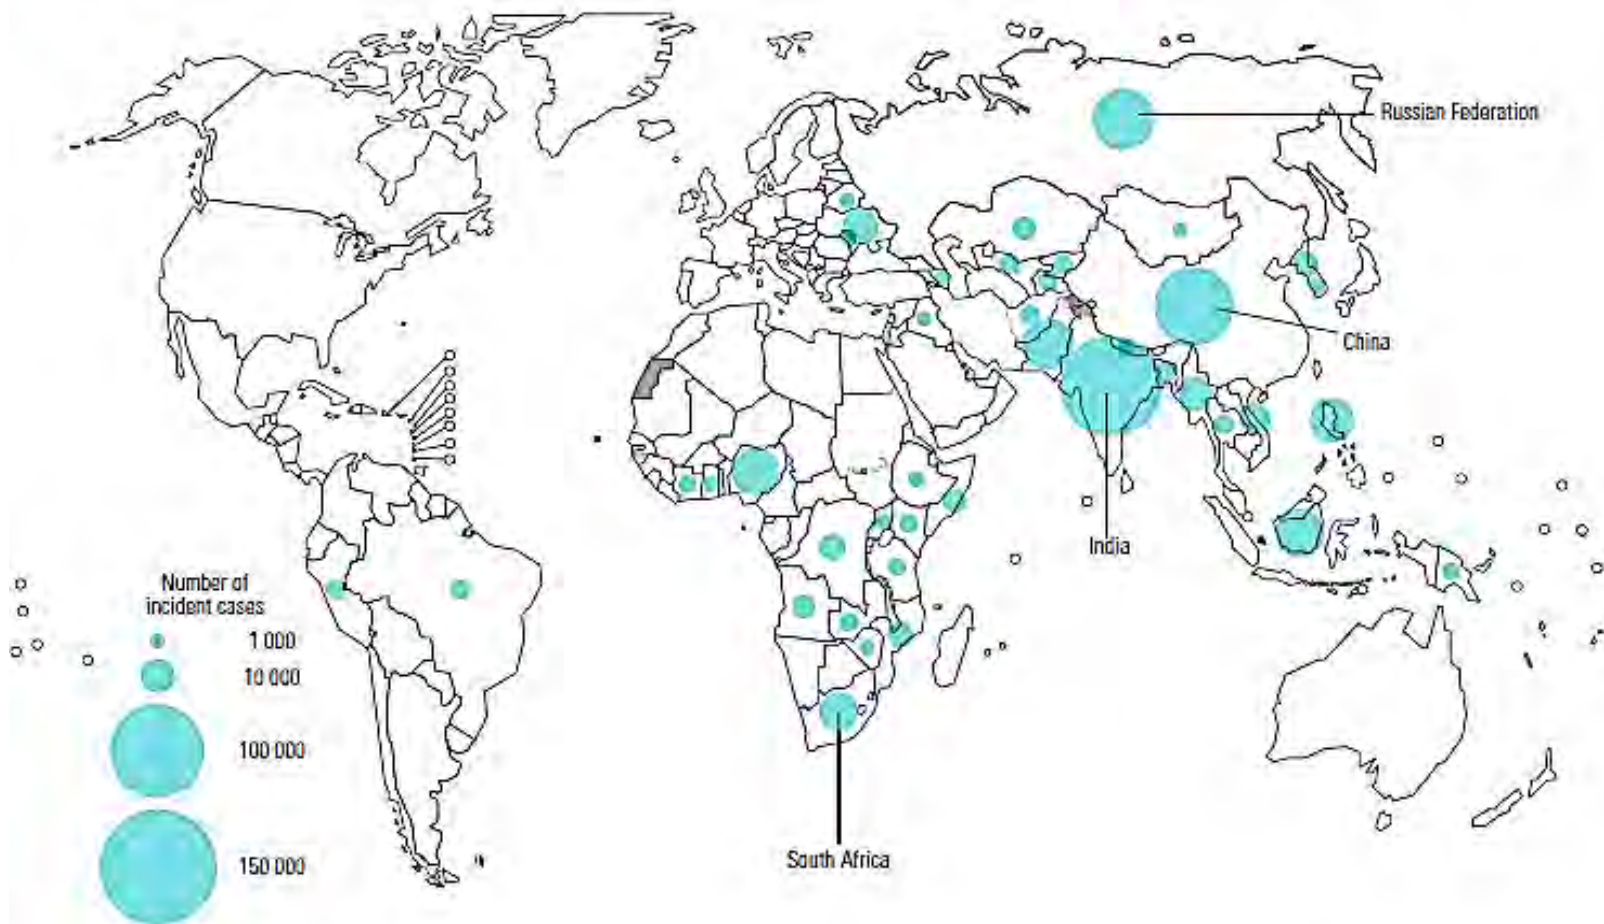 Russian Federation
China
India
Number of
incident cases
1 000
10 000
100 000
150 000
South Africa